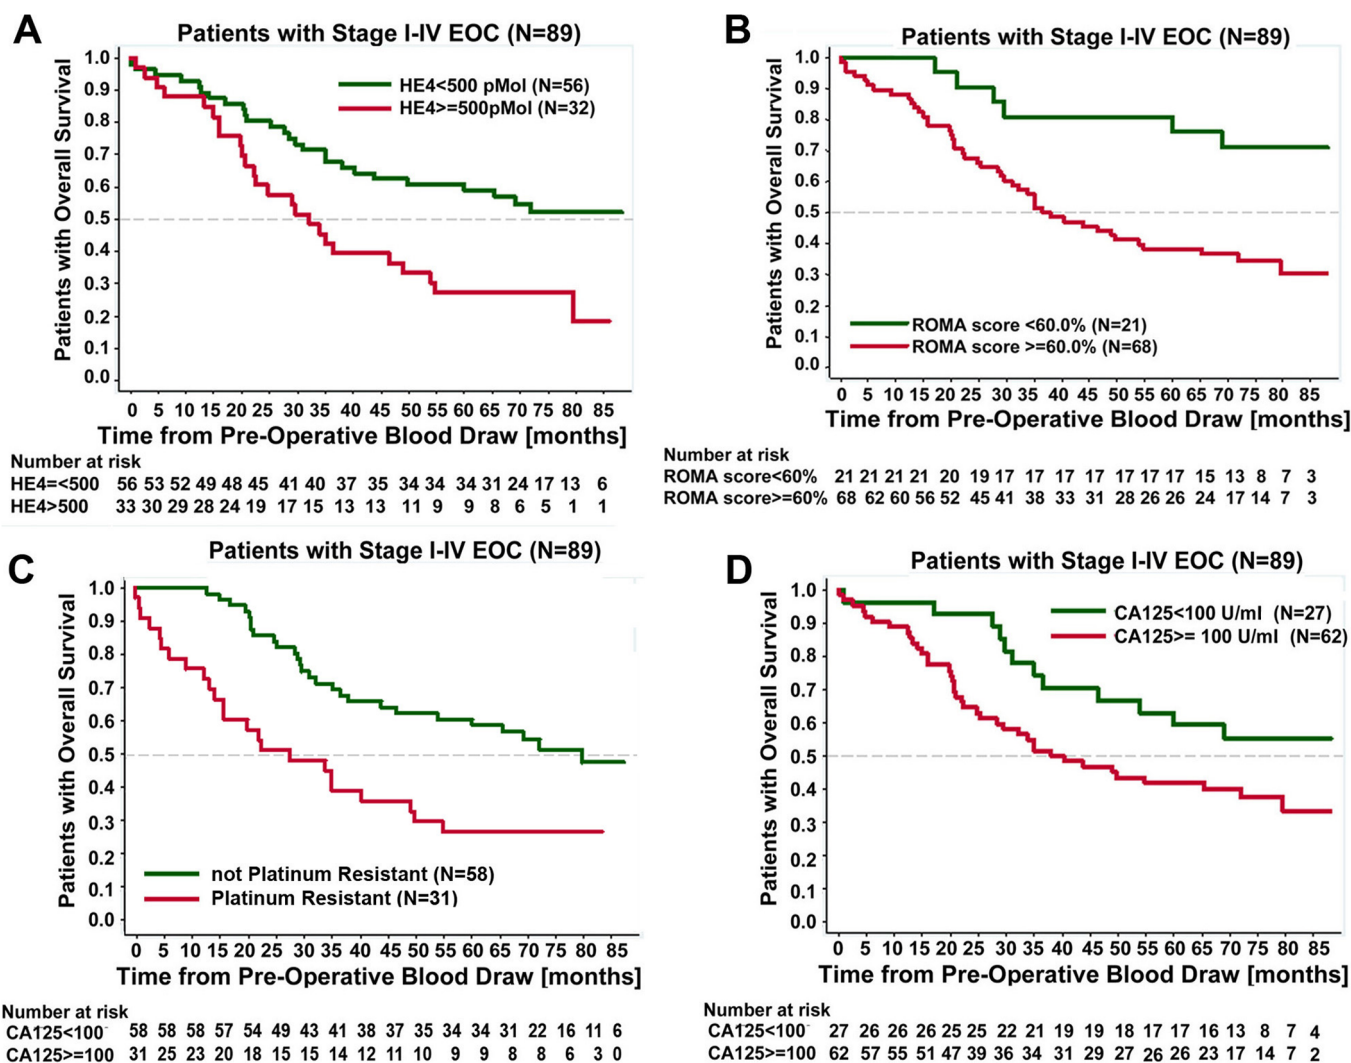 A
Patients with Stage I-IV EOC (N=89)
Patients with Overall Survival
1.0
0.9
0.8
0.7
0.6
0.5
0.4
0.3
0.2
0.1
0.0
HE4<500 pMol (N=56)
HE4>=500pMol (N=32)
0 5 10 15 20 25 30 35 40 45 50 55 60 65 70 75 80 85
Time from Pre-Operative Blood Draw [months]
Number at risk
HE4=<500 56 53 52 49 48 45 41 40 37 35 34 34 34 31 24 17 13 6
HE4>500 33 30 29 28 24 19 17 15 13 13 11 9 9 8 6 5 1 1
B
Patients with Stage I-IV EOC (N=89)
Patients with Overall Survival
1.0
0.9
0.8
0.7
0.6
0.5
0.4
0.3
0.2
0.1
0.0
ROMA score <60.0% (N=21)
ROMA score >=60.0% (N=68)
0 5 10 15 20 25 30 35 40 45 50 55 60 65 70 75 80 85
Time from Pre-Operative Blood Draw [months]
Number at risk
ROMA score<60% 21 21 21 21 20 19 17 17 17 17 17 17 17 15 13 8 7 3
ROMA score>=60% 68 62 60 56 52 45 41 38 33 31 28 26 26 24 17 14 7 3
C
Patients with Stage I-IV EOC (N=89)
Patients with Overall Survival
1.0
0.9
0.8
0.7
0.6
0.5
0.4
0.3
0.2
0.1
0.0
not Platinum Resistant (N=58)
Platinum Resistant (N=31)
0 5 10 15 20 25 30 35 40 45 50 55 60 65 70 75 80 85
Time from Pre-Operative Blood Draw [months]
Number at risk
CA125<100 58 58 58 57 54 49 43 41 38 37 35 34 34 31 22 16 11 6
CA125>=100 31 25 23 20 18 15 15 14 12 11 10 9 9 8 8 6 3 0
D
Patients with Stage I-IV EOC (N=89)
Patients with Overall Survival
1.0
0.9
0.8
0.7
0.6
0.5
0.4
0.3
0.2
0.1
0.0
CA125<100 U/ml (N=27)
CA125>= 100 U/ml (N=62)
0 5 10 15 20 25 30 35 40 45 50 55 60 65 70 75 80 85
Time from Pre-Operative Blood Draw [months]
Number at risk
CA125<100 27 26 26 26 25 25 22 21 19 19 18 17 17 16 13 8 7 4
CA125>=100 62 57 55 51 47 39 36 34 31 29 27 26 26 23 17 14 7 2